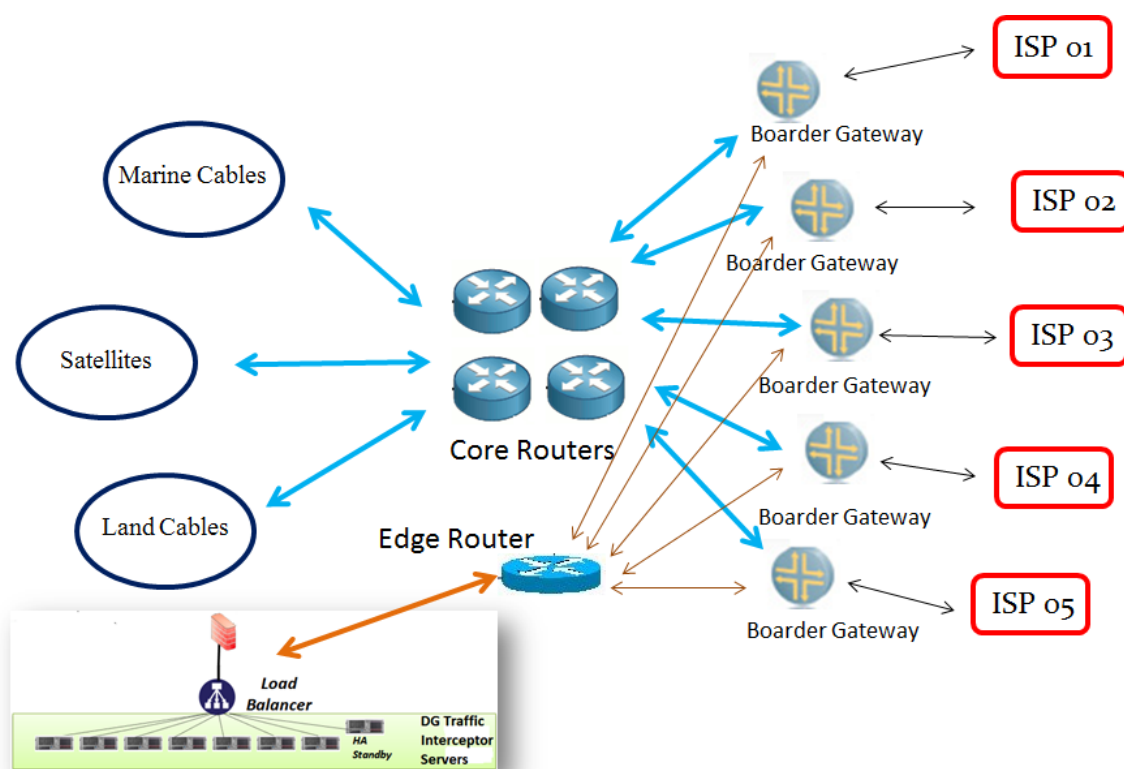 ISP 01
Boarder Gateway
Marine Cables
ISP 02
Boarder Gateway
Satellites
ISP 03
Boarder Gateway
Core Routers
ISP 04
Boarder Gateway
Land Cables
Edge Router
ISP 05
Boarder Gateway
Load
Balancer
HA
Standby
DG Traffic
Interceptor
Servers